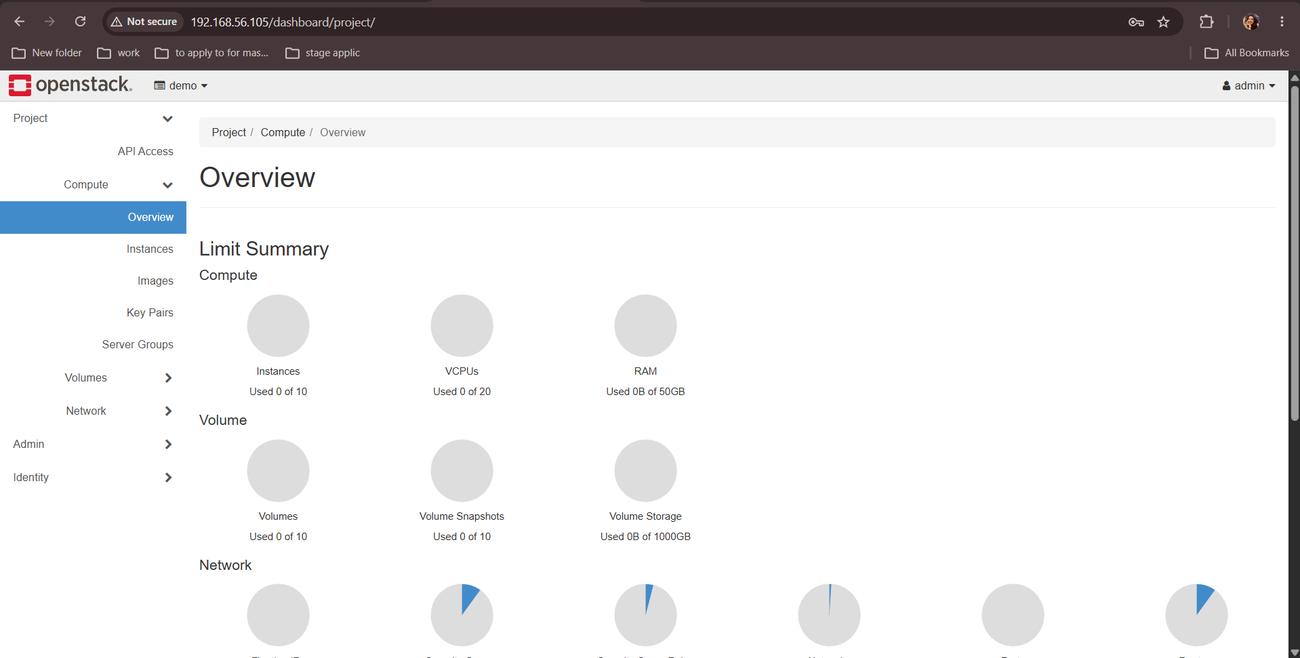 Not secure 192.168.56.105/dashboard/project/
New folder work to apply to for mas... stage applic All Bookmarks
openstack. demo admin
Project
API Access
Compute
Overview
Instances
Images
Key Pairs
Server Groups
Volumes
Network
Admin
Identity
Project / Compute / Overview
Overview
Limit Summary
Compute
Instances VCPUs RAM
Used 0 of 10 Used 0 of 20 Used 0B of 50GB
Volume
Volumes Volume Snapshots Volume Storage
Used 0 of 10 Used 0 of 10 Used 0B of 1000GB
Network